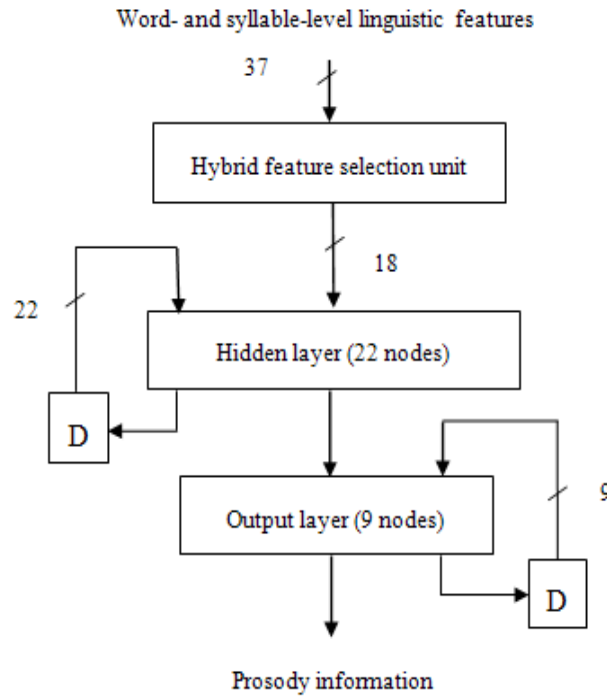 Word- and syllable-level linguistic features
37
Hybrid feature selection unit
18
22
Hidden layer (22 nodes)
D
9
Output layer (9 nodes)
D
Prosody information